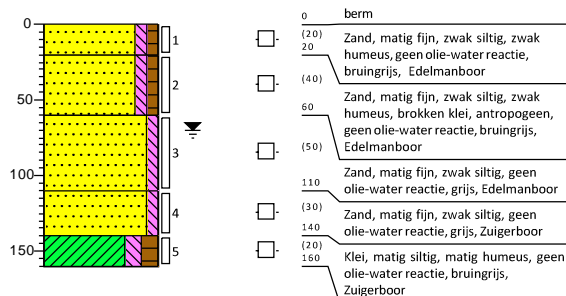 0
50
100
150
1
2
3
4
5
0
berm
(20)
Zand, matig fijn, zwak siltig, zwak
20
humeus, geen olie-water reactie,
bruingrijs, Edelmanboor
(40)
Zand, matig fijn, zwak siltig, zwak
60
humeus, brokken klei, antropogeen,
geen olie-water reactie, bruingrijs,
(50)
Edelmanboor
Zand, matig fijn, zwak siltig, geen
110
olie-water reactie, grijs, Edelmanboor
(30)
Zand, matig fijn, zwak siltig, geen
140
olie-water reactie, grijs, Zuigerboor
(20)
160
Klei, matig siltig, matig humeus, geen
olie-water reactie, bruingrijs,
Zuigerboor